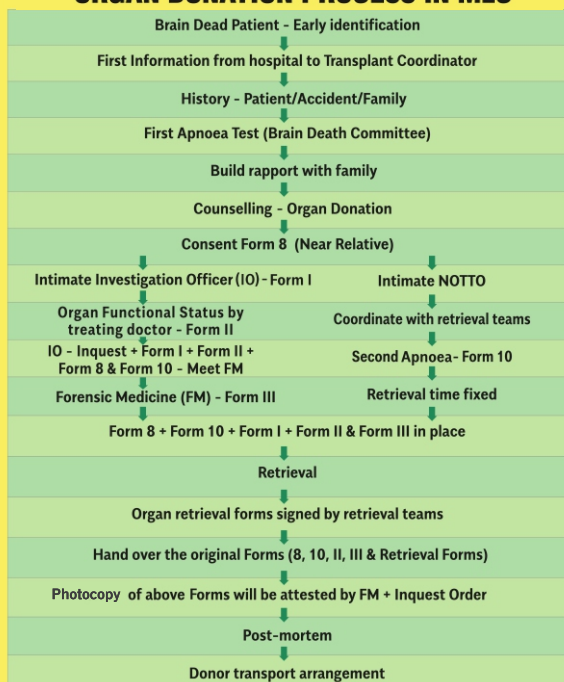 ORGAN DONATION PROCESS IN MLC
Brain Dead Patient - Early identification
First Information from hospital to Transplant Coordinator
History - Patient/Accident/Family
First Apnoea Test (Brain Death Committee)
Build rapport with family
Counselling - Organ Donation
Consent Form 8 (Near Relative)
Intimate Investigation Officer (IO) - Form I
Organ Functional Status by
treating doctor - Form II
IO - Inquest + Form I + Form II +
Form 8 & Form 10 - Meet FM
Forensic Medicine (FM) - Form III
Intimate NOTTO
Coordinate with retrieval teams
Second Apnoea - Form 10
Retrieval time fixed
Form 8 + Form 10 + Form I + Form II & Form III in place
Retrieval
Organ retrieval forms signed by retrieval teams
Hand over the original Forms (8, 10, II, III & Retrieval Forms)
Photocopy of above Forms will be attested by FM + Inquest Order
Post-mortem
Donor transport arrangement